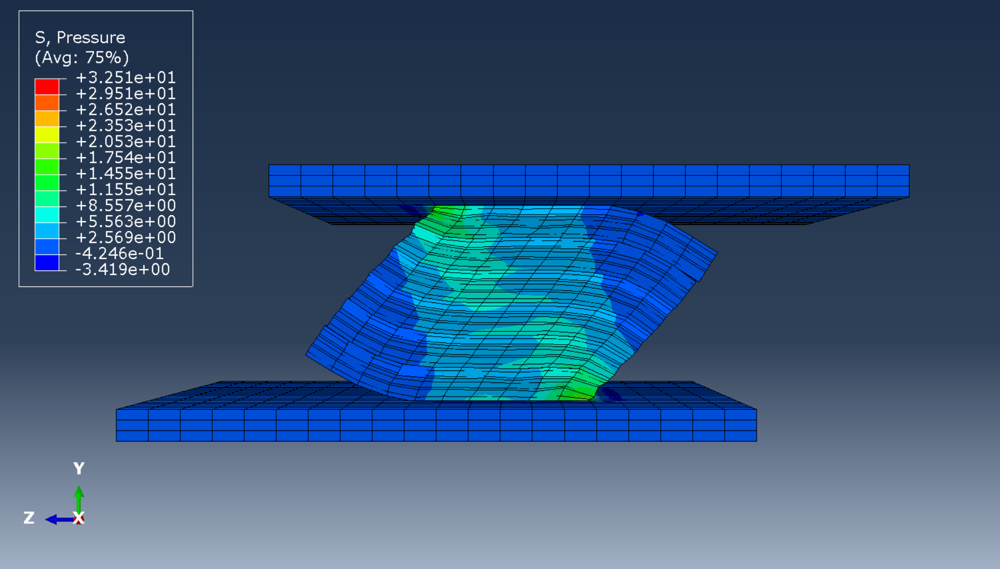 S, Pressure
(Avg: 75%)
+3.251e+01
+2.951e+01
+2.652e+01
+2.353e+01
+2.053e+01
+1.754e+01
+1.455e+01
+1.155e+01
+8.557e+00
+5.563e+00
+2.569e+00
-4.246e-01
-3.419e+00
Y
Z
X